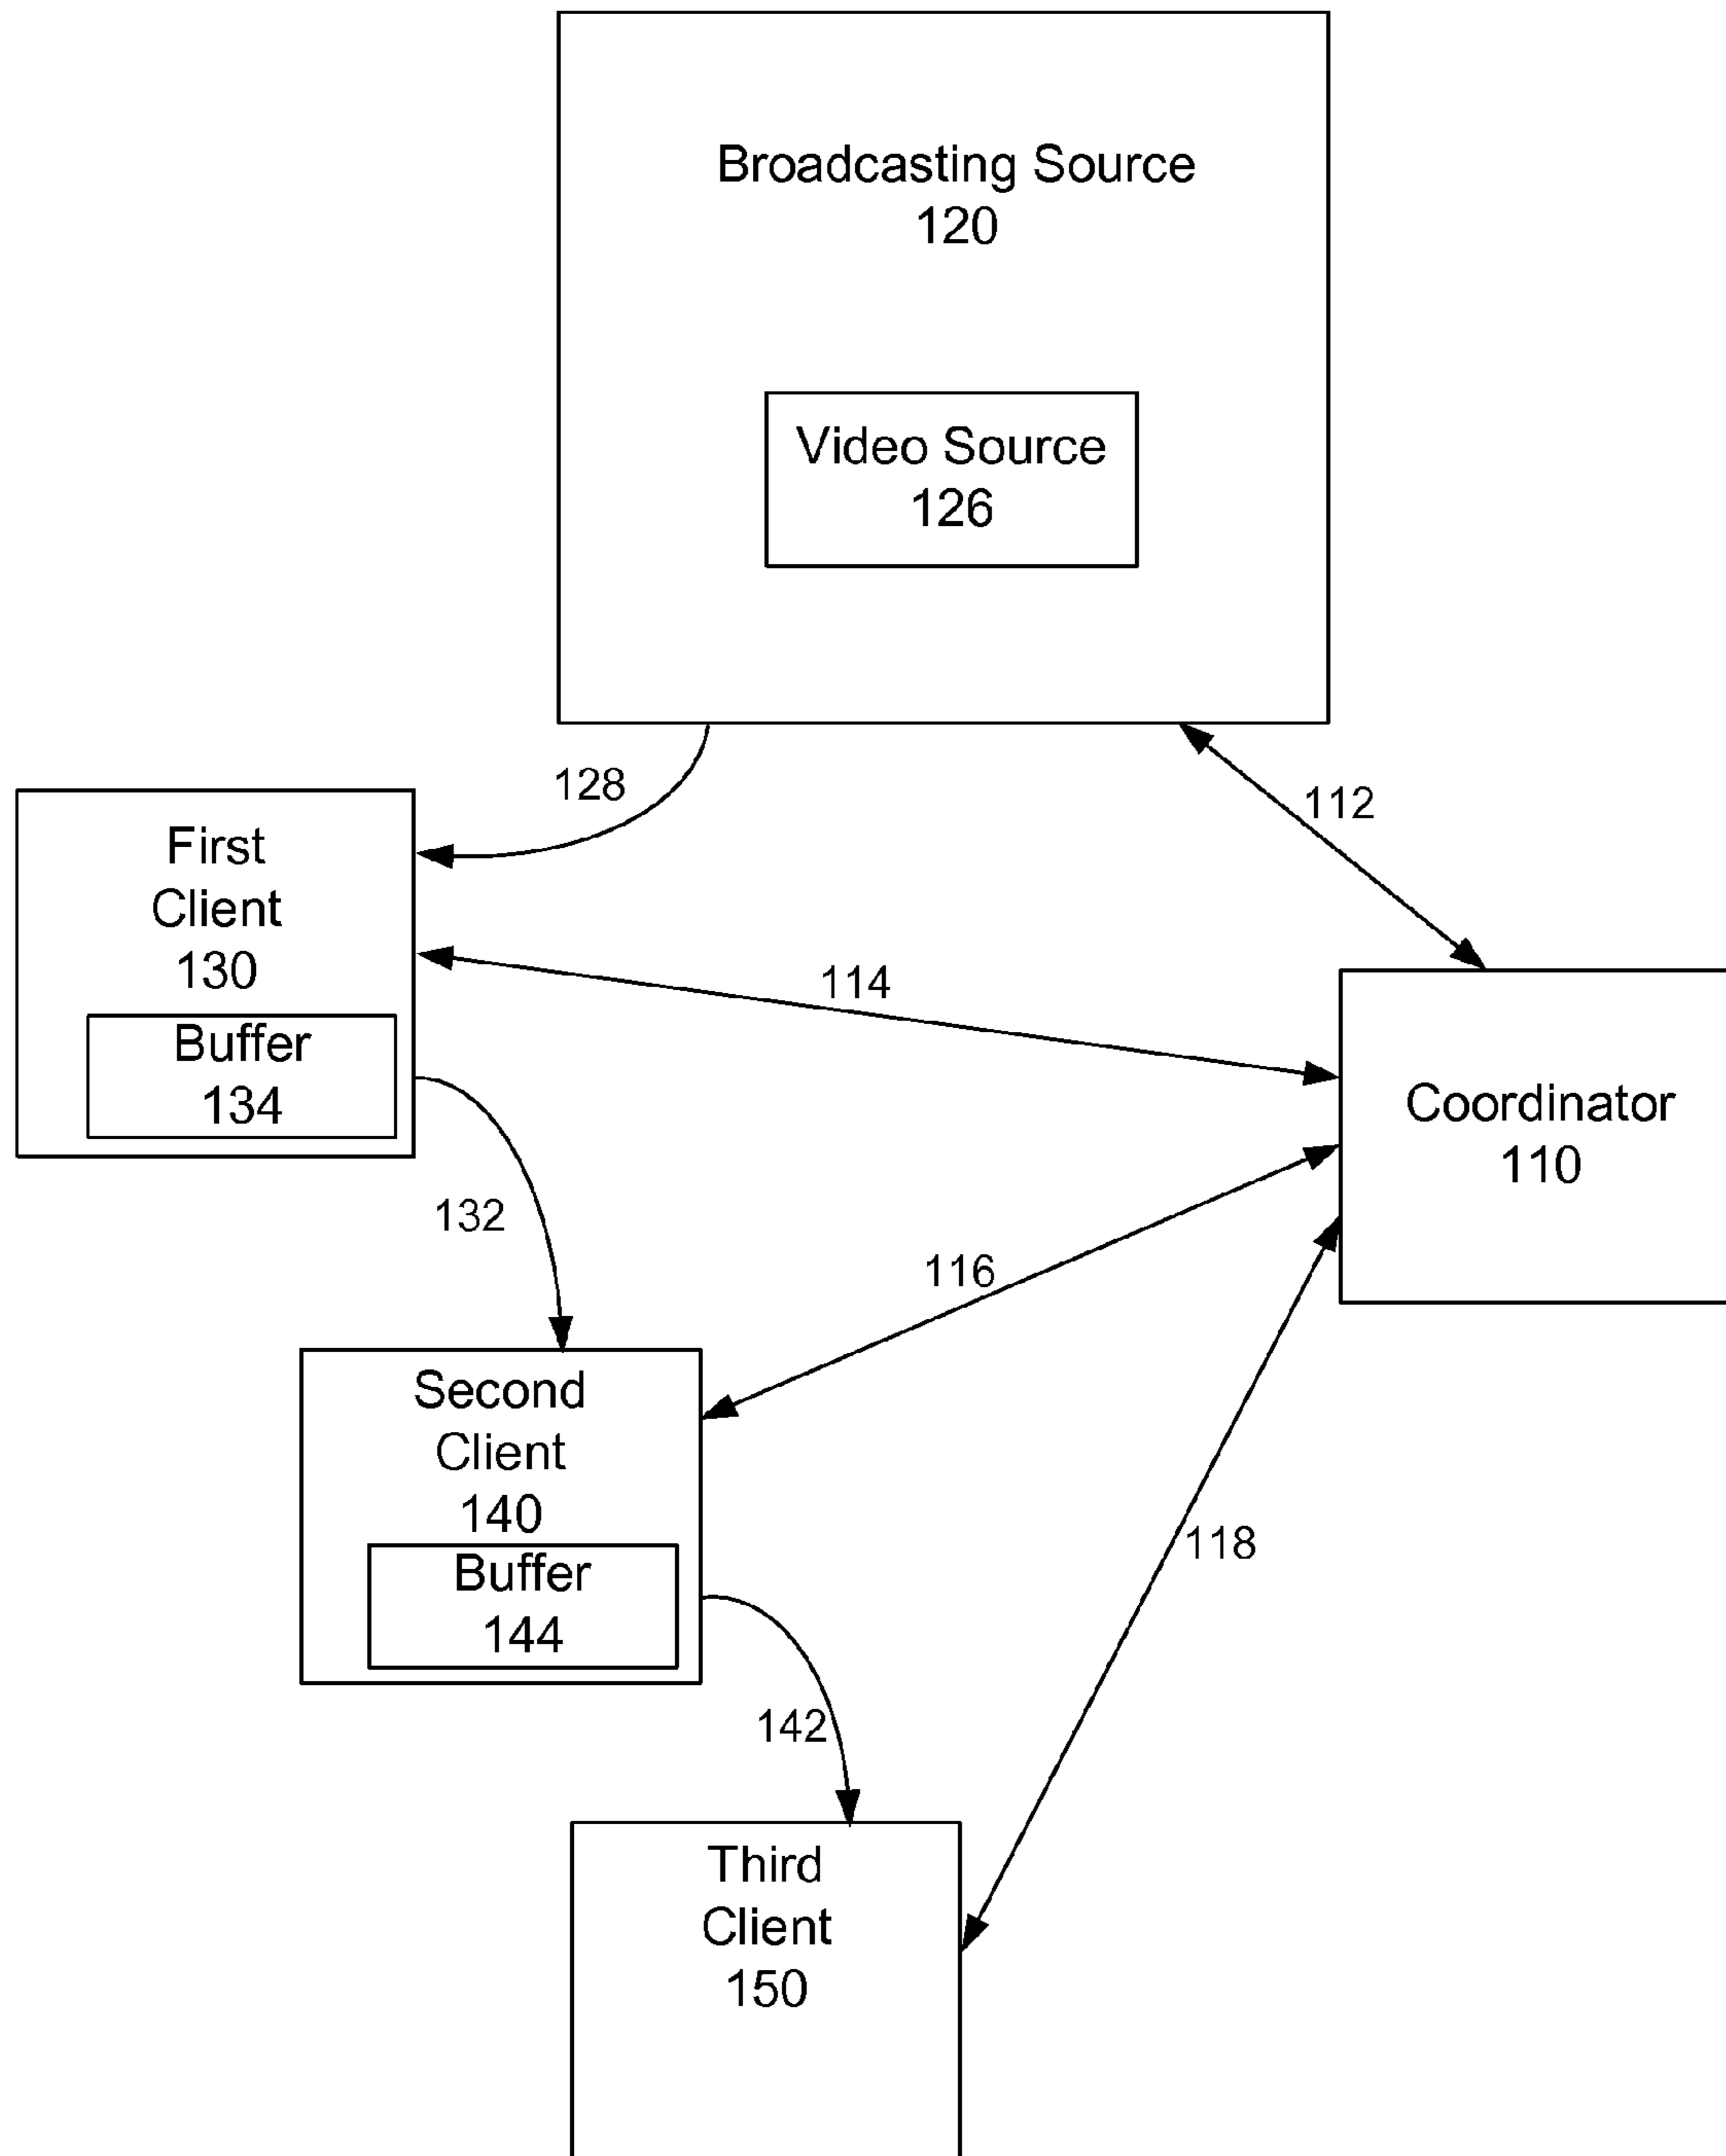 Broadcasting Source
120
Video Source
126
128
112
First
Client
130
Buffer
134
114
Coordinator
110
132
116
Second
Client
140
Buffer
144
118
142
Third
Client
150